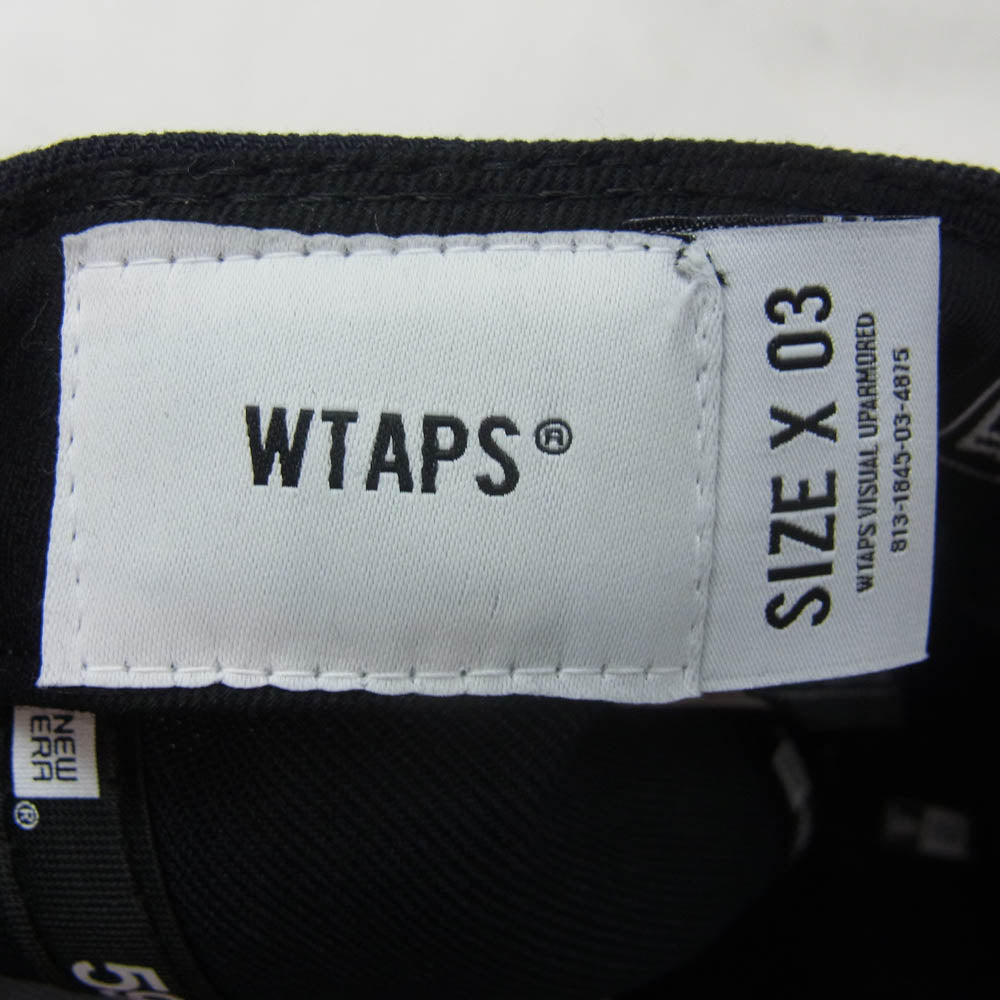 WTAPS®
SIZE X 03
WTAPS VISUAL UPARMORED
813-1845-03-4875
NEW
ERA
®